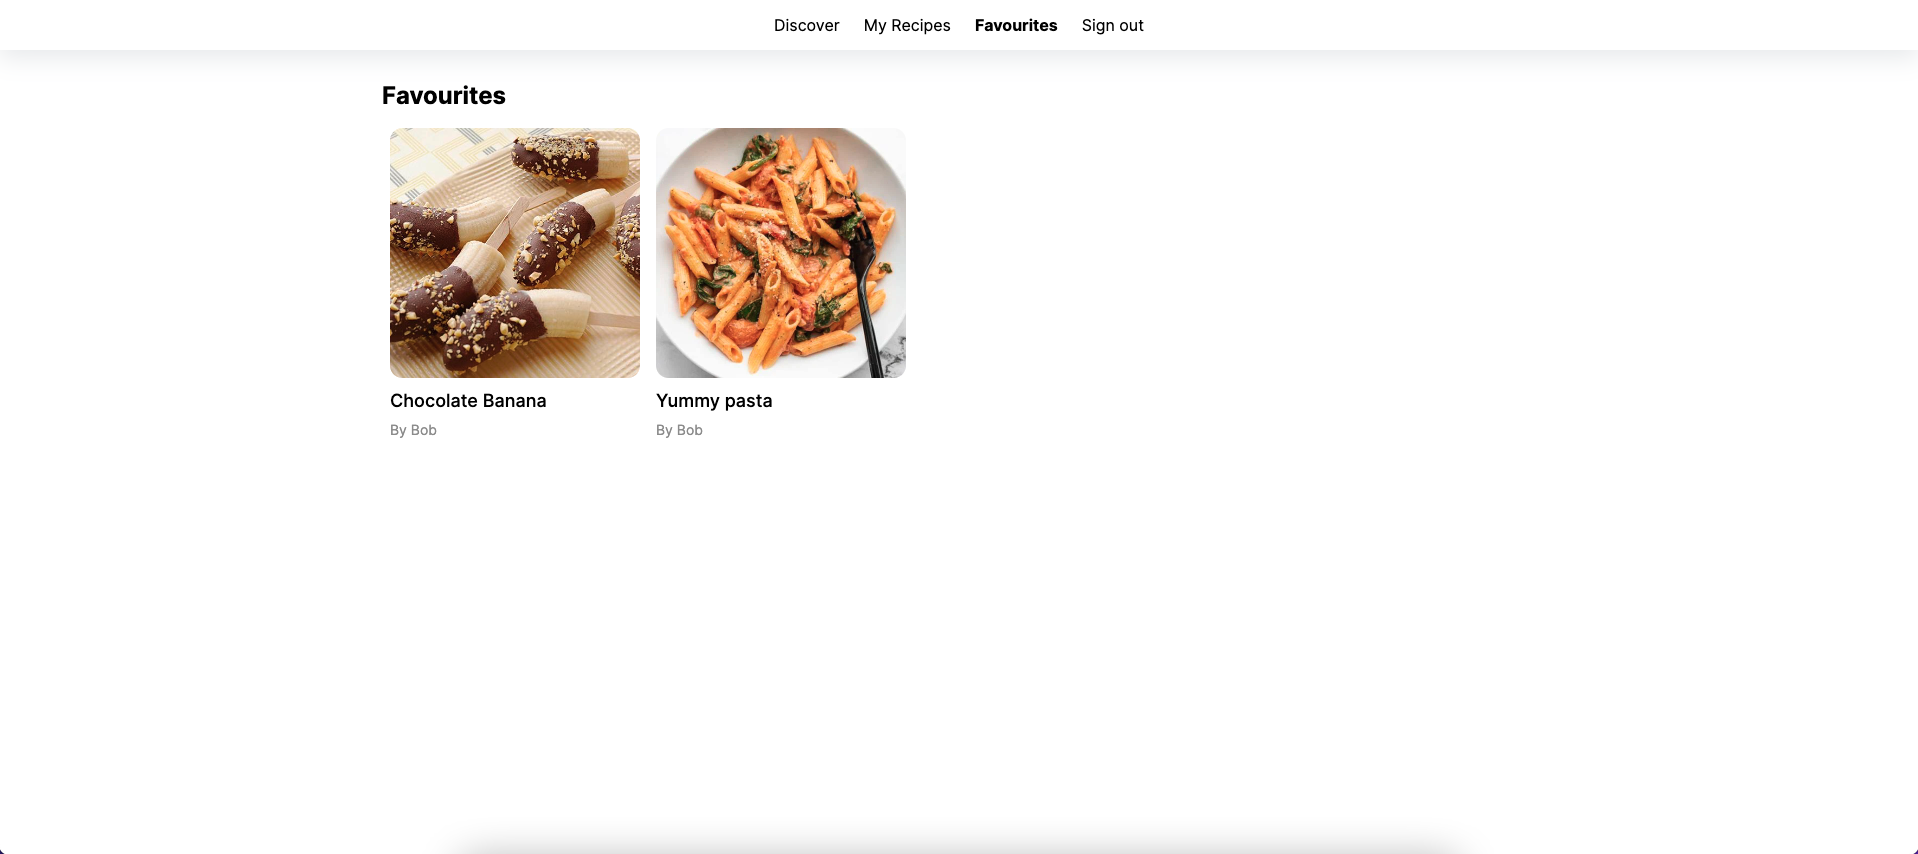 Discover My Recipes Favourites Sign out
Favourites
Chocolate Banana
By Bob
Yummy pasta
By Bob